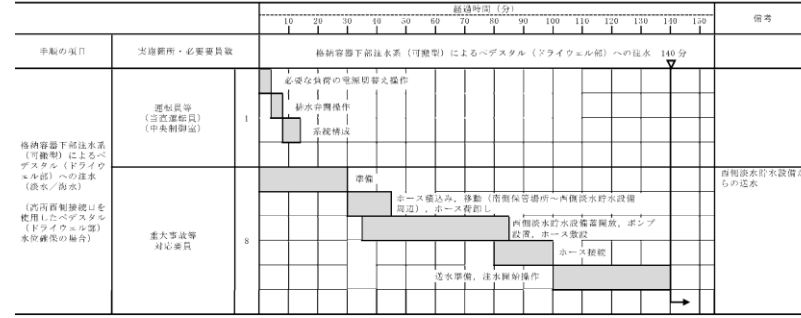 経過時間（分）
備考
10 20 30 40 50 60 70 80 90 100 110 120 130 140 150
手順の項目
実施箇所・必要要員数
格納容器下部注水系（可搬型）によるペデスタル（ドライウェル部）への注水 140分
格納容器下部注水系
（可搬型）によるペ
デスタル（ドライウ
ェル部）への注水
（淡水／海水）
（高所西側接続口を
使用したペデスタル
（ドライウェル部）
水位確保の場合）
運転員等
（当直運転員）
（中央制御室）
1
必要な負荷の電源切替え操作
排水弁開操作
系統構成
重大事故等
対応要員
8
準備
ホース積込み，移動（南側保管場所～西側淡水貯水設備
周辺），ホース荷卸し
西側淡水貯水設備蓋開放，ポンプ
設置，ホース敷設
ホース接続
送水準備，注水開始操作
西側淡水貯水設備か
らの送水